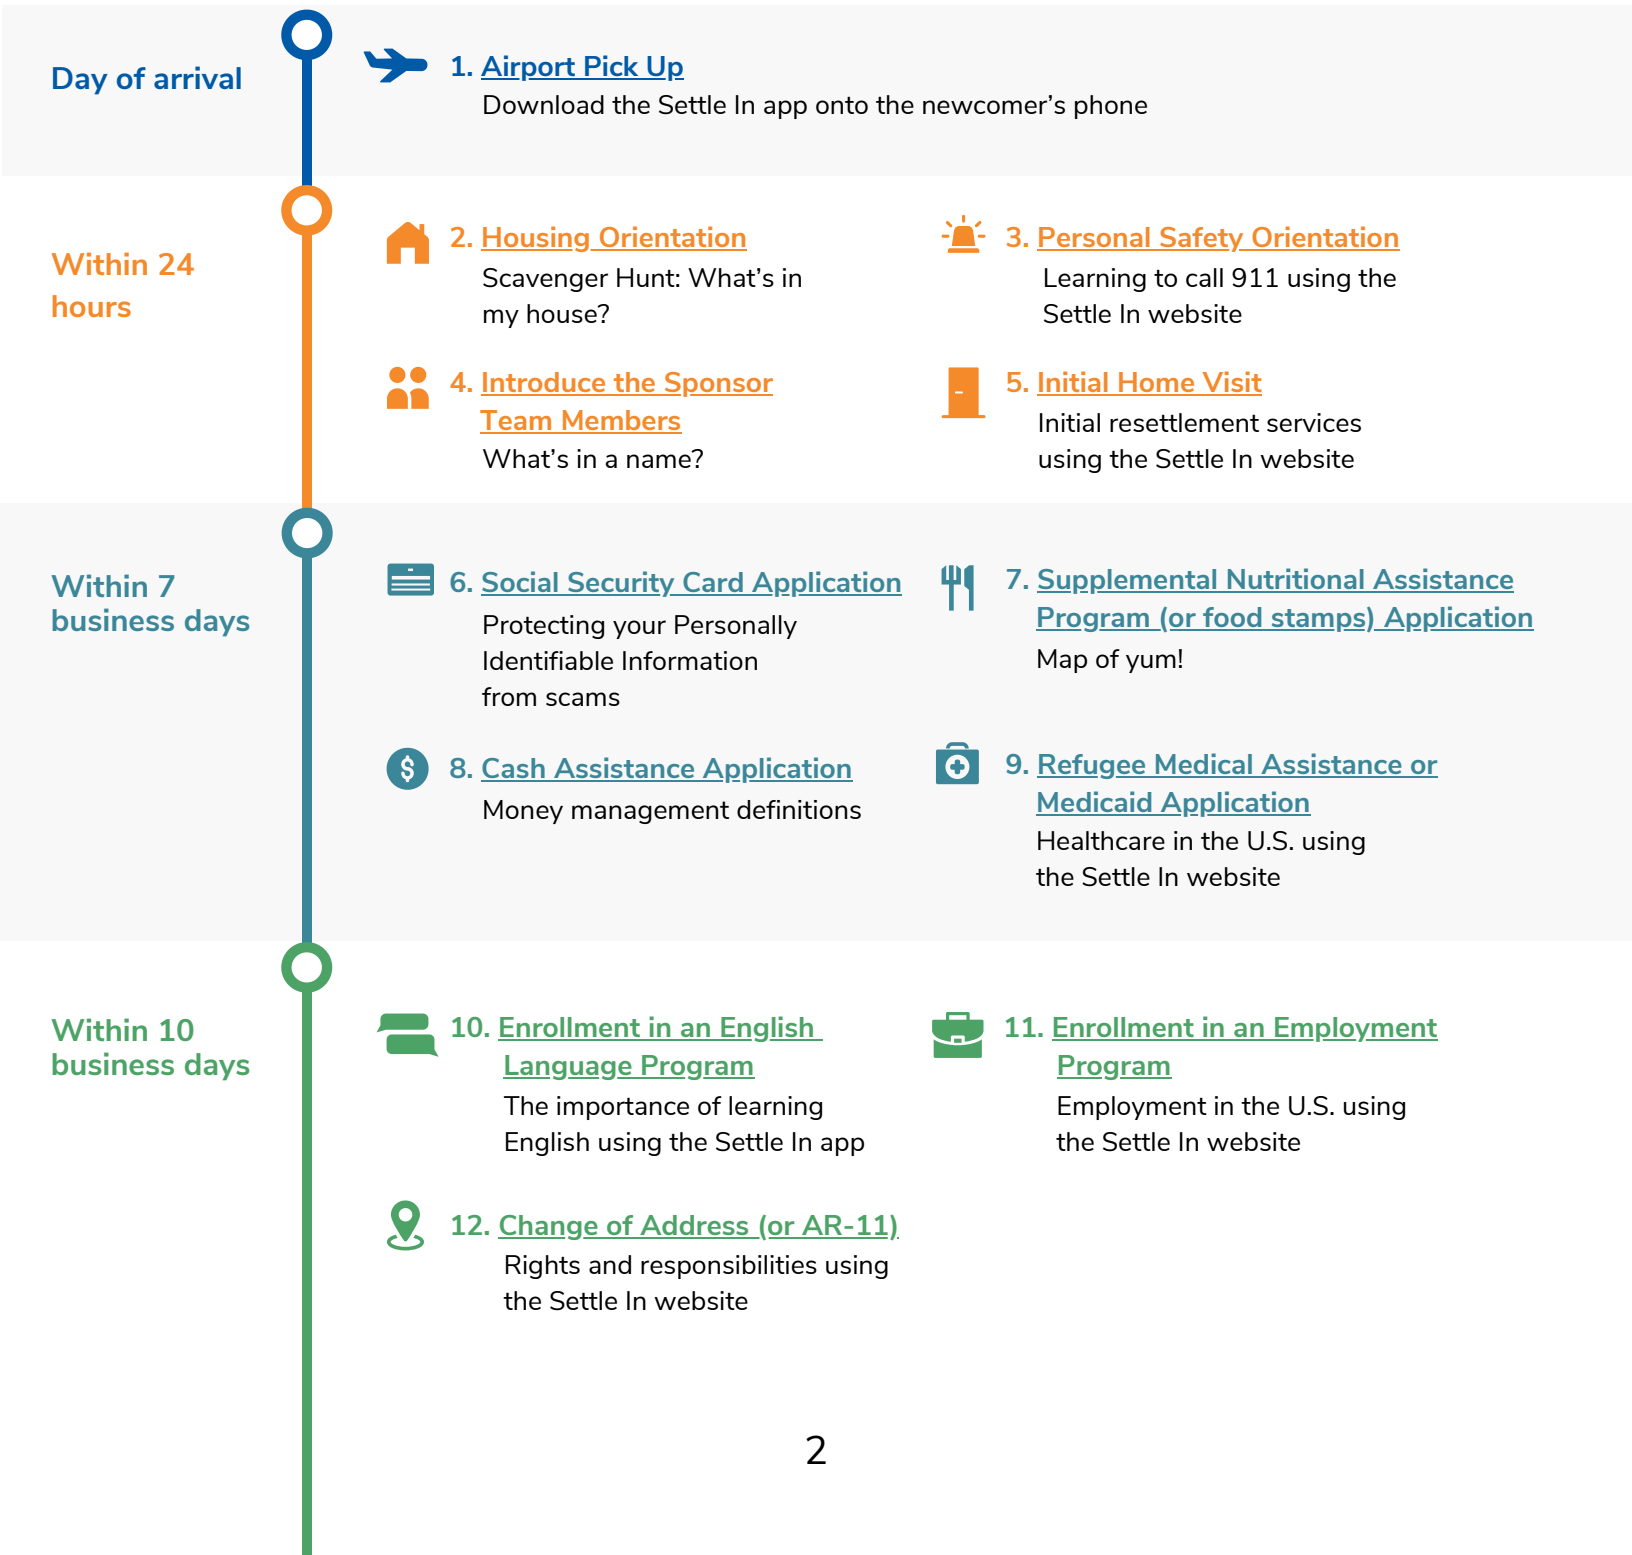 Day of arrival
1. Airport Pick Up
Download the Settle In app onto the newcomer’s phone
Within 24
hours
2. Housing Orientation
Scavenger Hunt: What’s in
my house?
3. Personal Safety Orientation
Learning to call 911 using the
Settle In website
4. Introduce the Sponsor
Team Members
What’s in a name?
5. Initial Home Visit
Initial resettlement services
using the Settle In website
Within 7
business days
6. Social Security Card Application
Protecting your Personally
Identifiable Information
from scams
7. Supplemental Nutritional Assistance
Program (or food stamps) Application
Map of yum!
8. Cash Assistance Application
Money management definitions
9. Refugee Medical Assistance or
Medicaid Application
Healthcare in the U.S. using
the Settle In website
Within 10
business days
10. Enrollment in an English
Language Program
The importance of learning
English using the Settle In app
11. Enrollment in an Employment
Program
Employment in the U.S. using
the Settle In website
12. Change of Address (or AR-11)
Rights and responsibilities using
the Settle In website
2